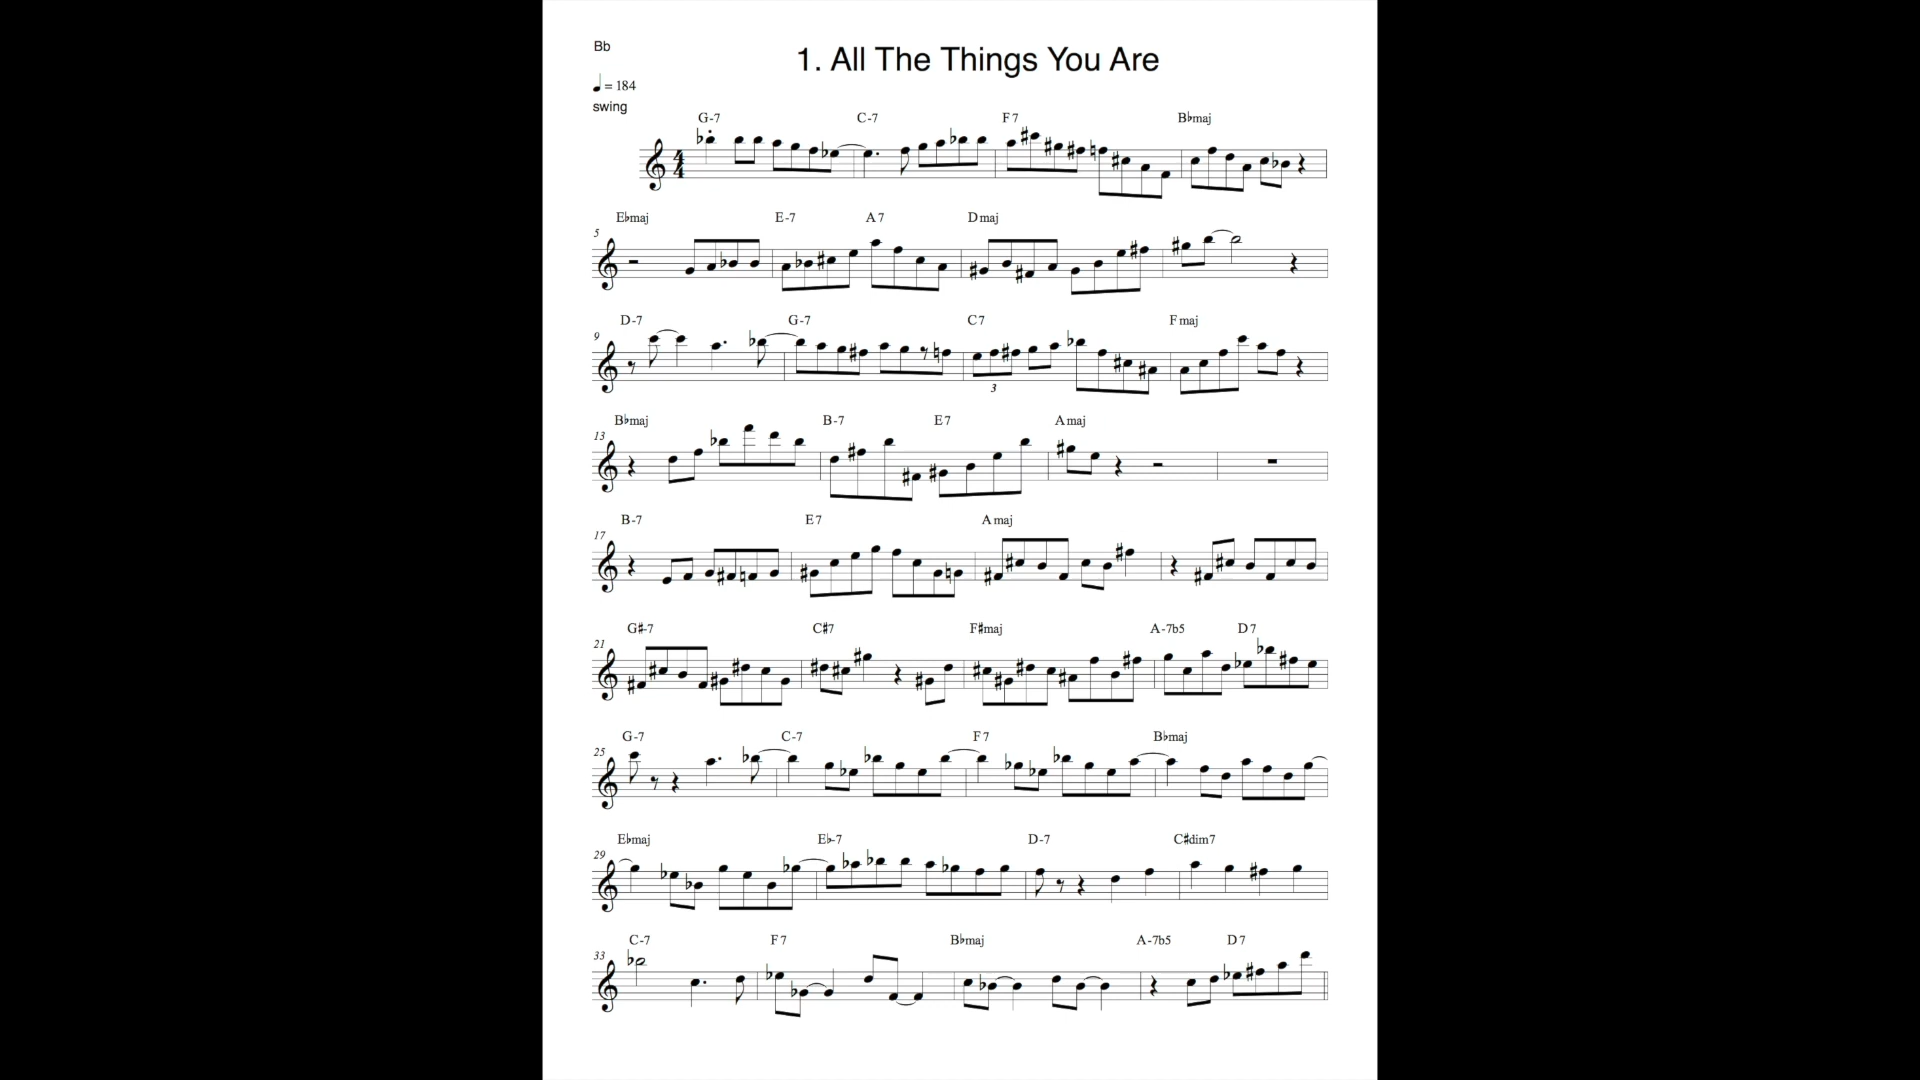 Bb
1. All The Things You Are
= 184
swing
G-7 C-7 F7 B♭maj
5 E♭maj E-7 A7 Dmaj
9 D-7 G-7 C7 Fmaj
3
13 B♭maj B-7 E7 Amaj
17 B-7 E7 Amaj
21 G#-7 C#7 F#maj A-7b5 D7
25 G-7 C-7 F7 B♭maj
29 E♭maj E♭-7 D-7 C#dim7
33 C-7 F7 B♭maj A-7b5 D7